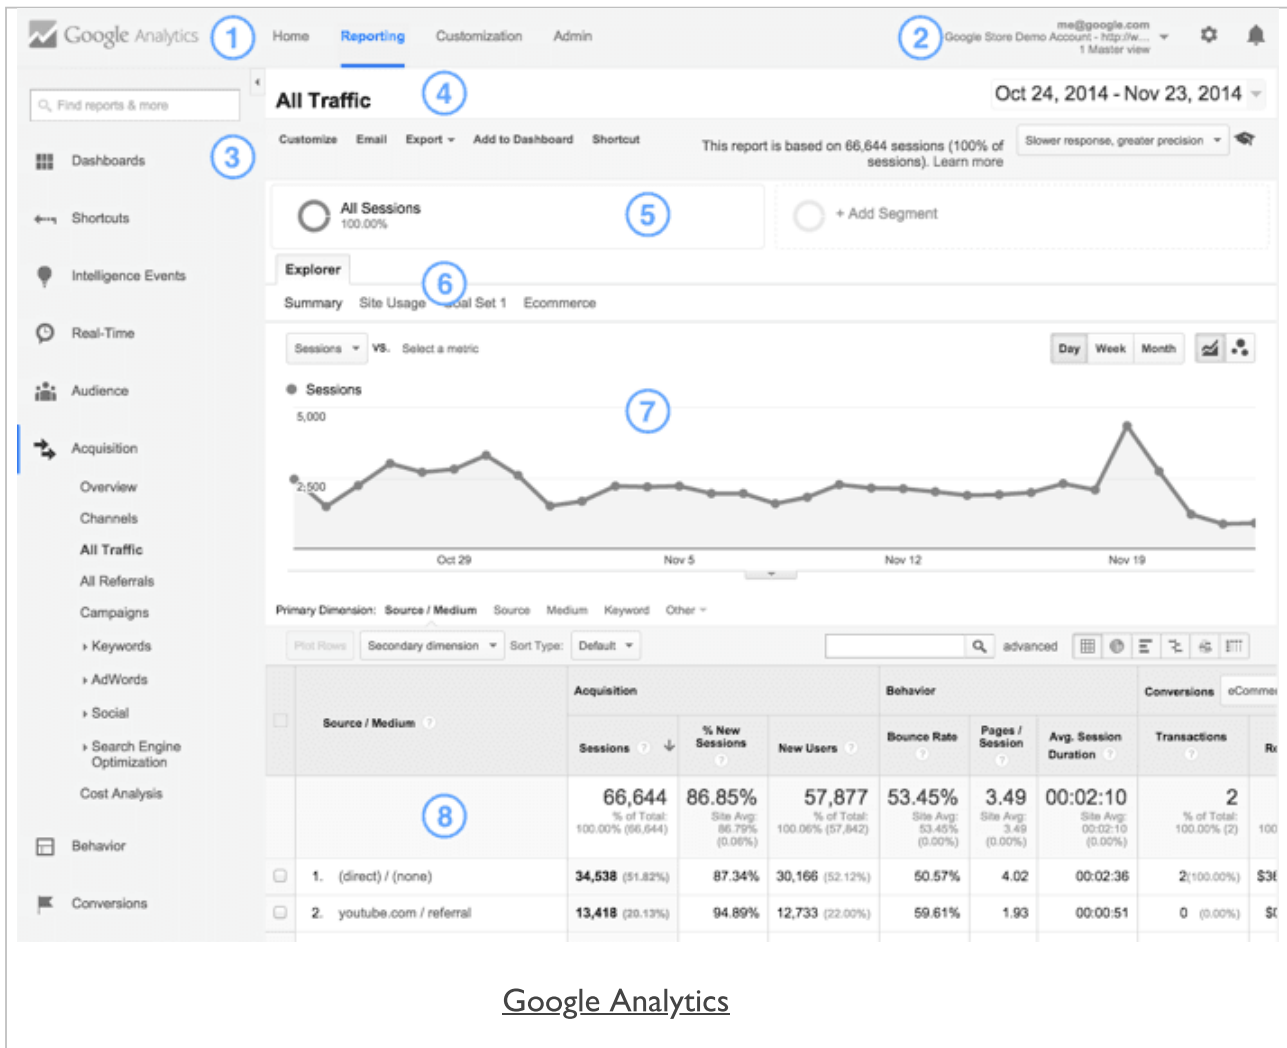 Google Analytics
1
Home Reporting Customization Admin
2
me@google.com
Google Store Demo Account - http://w...
1 Master view
Find reports & more
3
Dashboards
Shortcuts
Intelligence Events
Real-Time
Audience
Acquisition
Overview
Channels
All Traffic
All Referrals
Campaigns
Keywords
AdWords
Social
Search Engine
Optimization
Cost Analysis
Behavior
Conversions
All Traffic
4
Oct 24, 2014 - Nov 23, 2014
Customize Email Export Add to Dashboard Shortcut
This report is based on 66,644 sessions (100% of
sessions). Learn more
Slower response, greater precision
All Sessions
100.00%
5
+ Add Segment
Explorer
6
Summary Site Usage Goal Set 1 Ecommerce
Sessions VS. Select a metric
Day Week Month
Sessions
7
5,000
2,500
Oct 29 Nov 5 Nov 12 Nov 19
Primary Dimension: Source / Medium Source Medium Keyword Other
Plot Rows Secondary dimension Sort Type: Default advanced
Acquisition Behavior Conversions eCommer
Source / Medium ? Sessions ? % New Sessions ? New Users ? Bounce Rate ? Pages / Session ? Avg. Session Duration ? Transactions ?
8
66,644 86.85% 57,877 53.45% 3.49 00:02:10 2
% of Total: Site Avg: % of Total: Site Avg: Site Avg: Site Avg: % of Total:
100.00% (66,644) 86.79% 100.06% (57,842) 53.45% 3.49 00:02:10 100.00% (2) 100
(0.06%) (0.00%) (0.00%) (0.00%)
1. (direct) / (none) 34,538 (51.82%) 87.34% 30,166 (52.12%) 50.57% 4.02 00:02:36 2(100.00%)
2. youtube.com / referral 13,418 (20.13%) 94.89% 12,733 (22.00%) 59.61% 1.93 00:00:51 0 (0.00%)
Google Analytics